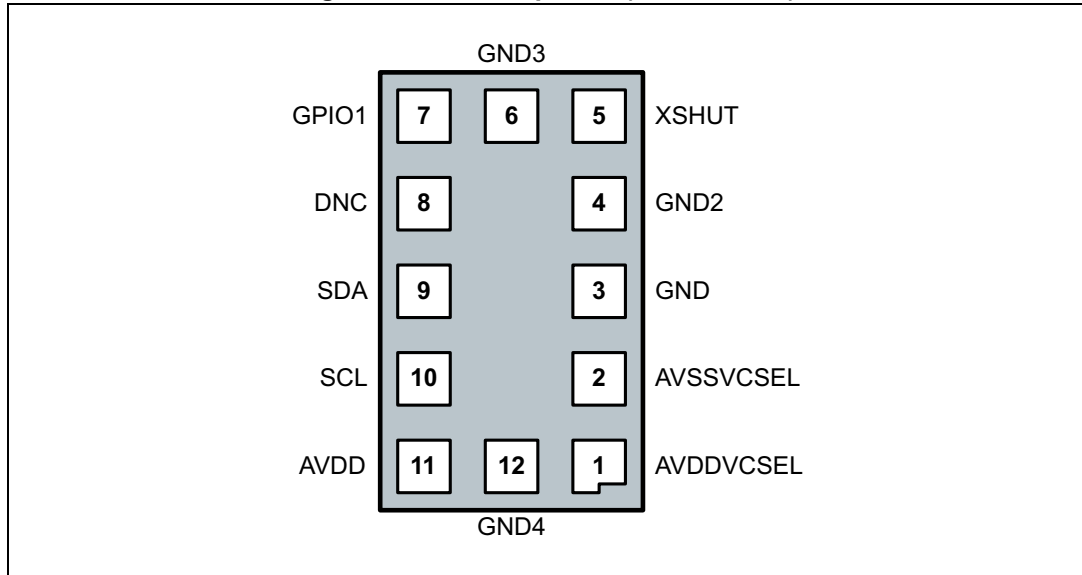 GND3
GPIO1 7 6 5 XSHUT
DNC 8 4 GND2
SDA 9 3 GND
SCL 10 2 AVSSVCSEL
AVDD 11 12 1 AVDDVCSEL
GND4